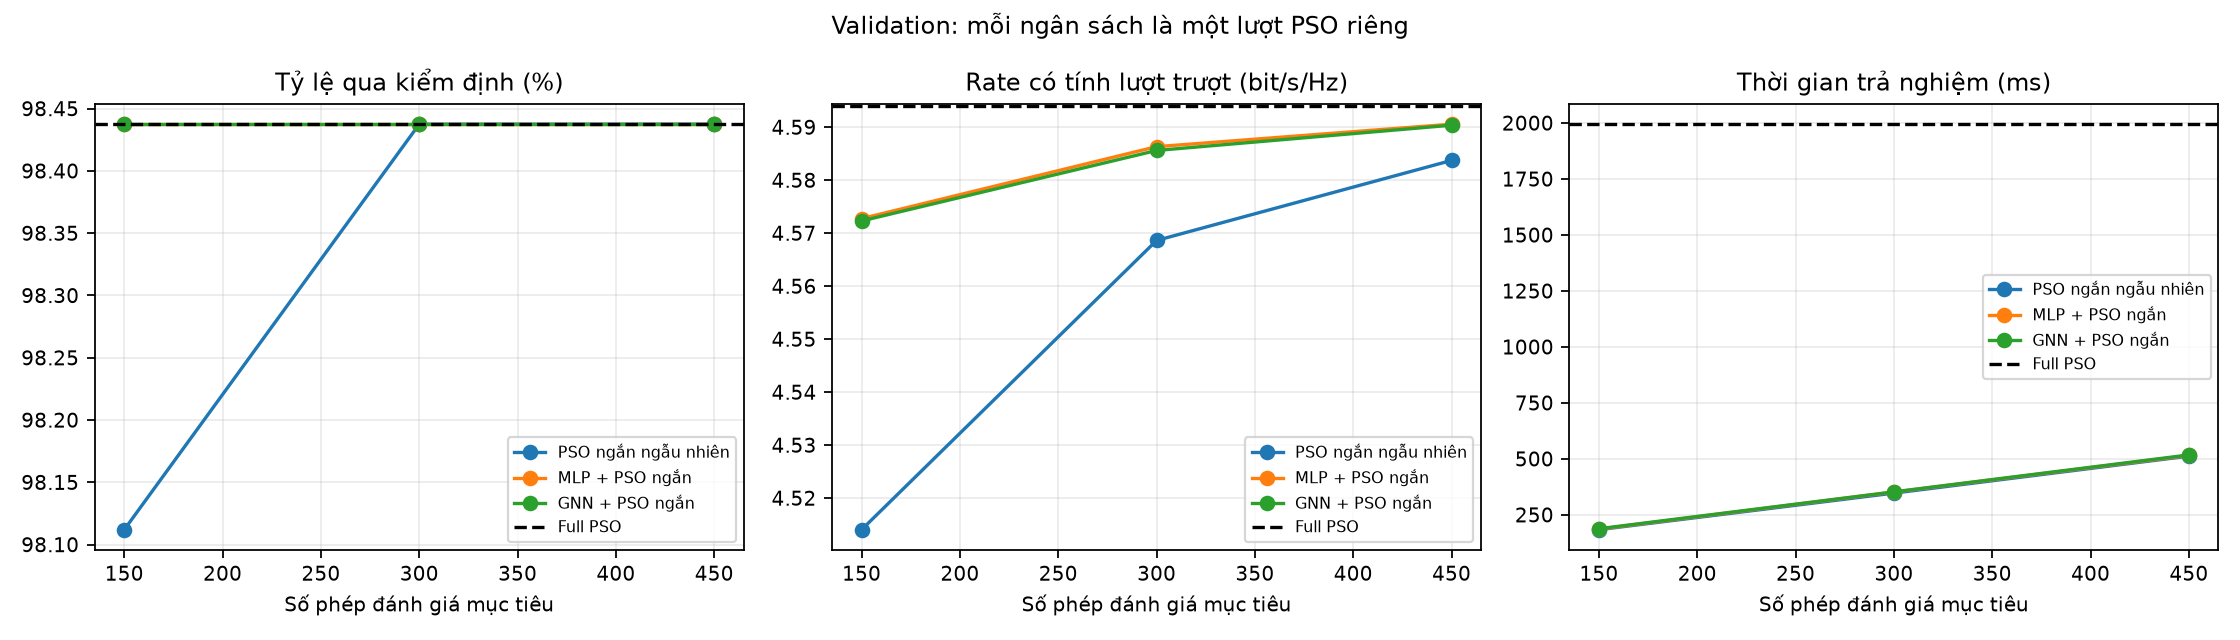 Validation: mỗi ngân sách là một lượt PSO riêng
Tỷ lệ qua kiểm định (%)
98.45
98.40
98.35
98.30
98.25
98.20
98.15
98.10
150
200
250
300
350
400
450
Số phép đánh giá mục tiêu
PSO ngắn ngẫu nhiên
MLP + PSO ngắn
GNN + PSO ngắn
Full PSO
Rate có tính lượt trượt (bit/s/Hz)
4.59
4.58
4.57
4.56
4.55
4.54
4.53
4.52
150
200
250
300
350
400
450
Số phép đánh giá mục tiêu
PSO ngắn ngẫu nhiên
MLP + PSO ngắn
GNN + PSO ngắn
Full PSO
Thời gian trả nghiệm (ms)
2000
1750
1500
1250
1000
750
500
250
150
200
250
300
350
400
450
Số phép đánh giá mục tiêu
PSO ngắn ngẫu nhiên
MLP + PSO ngắn
GNN + PSO ngắn
Full PSO